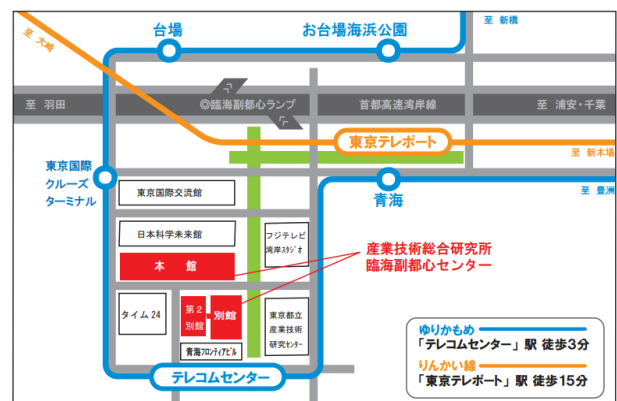 至 新橋
至 大崎
台場
お台場海浜公園
至 羽田
◎臨海副都心ランプ
首都高速湾岸線
至 浦安・千葉
東京テレポート
至 新木場
東京国際
クルーズ
ターミナル
東京国際交流館
青海
至 豊洲
日本科学未来館
フジテレビ
湾岸スタジオ
本 館
産業技術総合研究所
臨海副都心センター
タイム24
第2
別館
別館
東京都立
産業技術
研究センター
青海フロンティアビル
テレコムセンター
ゆりかもめ
「テレコムセンター」駅 徒歩3分
りんかい線
「東京テレポート」駅 徒歩15分